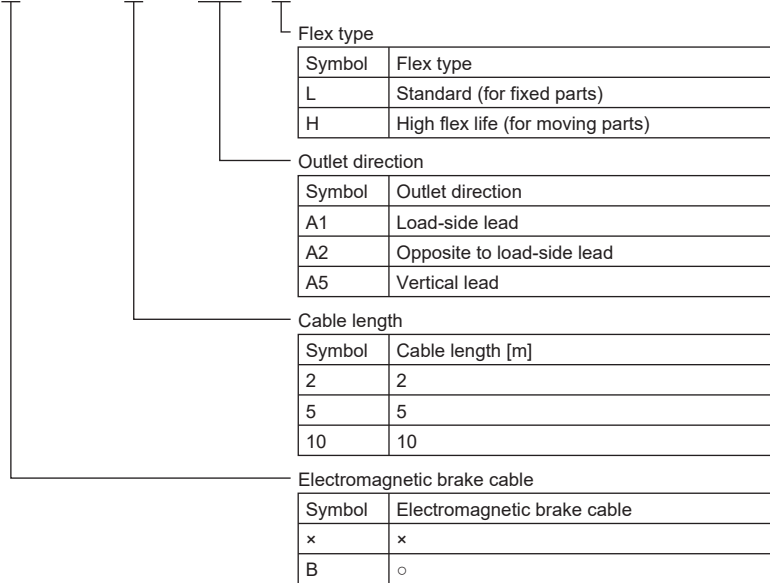 Flex type
Symbol Flex type
L Standard (for fixed parts)
H High flex life (for moving parts)
Outlet direction
Symbol Outlet direction
A1 Load-side lead
A2 Opposite to load-side lead
A5 Vertical lead
Cable length
Symbol Cable length [m]
2 2
5 5
10 10
Electromagnetic brake cable
Symbol Electromagnetic brake cable
× ×
B ○